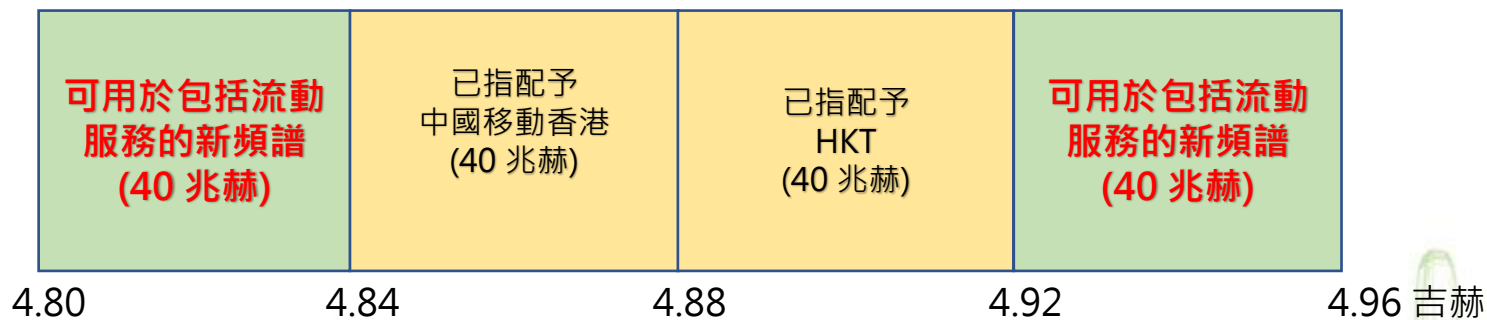 可用於包括流動
服務的新頻譜
(40 兆赫)
已指配予
中國移動香港
(40 兆赫)
已指配予
HKT
(40 兆赫)
可用於包括流動
服務的新頻譜
(40 兆赫)
4.80
4.84
4.88
4.92
4.96 吉赫